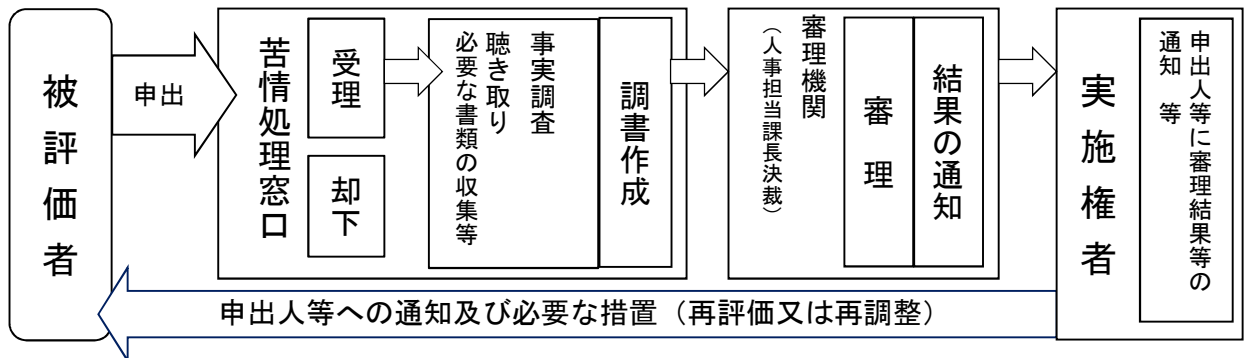 被評価者
申出
苦情処理窓口
受理
却下
事実調査
聴き取り
必要な書類の収集等
調書作成
審理機関
（人事担当課長決裁）
審理
結果の通知
実施権者
申出人等に審理結果等の
通知 等
申出人等への通知及び必要な措置（再評価又は再調整）